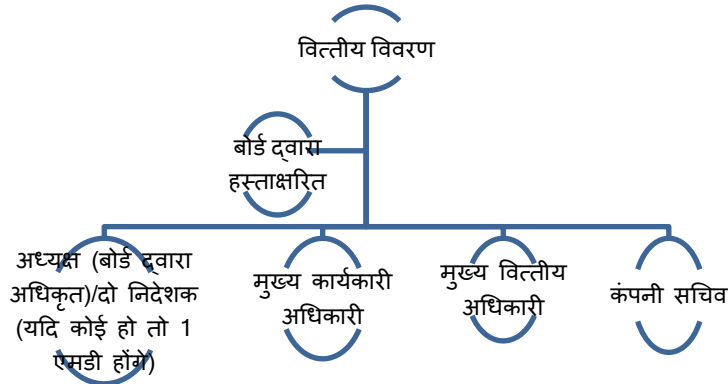 वित्तीय विवरण
बोर्ड द्वारा
हस्ताक्षरित
अध्यक्ष (बोर्ड द्वारा
अधिकृत)/दो निदेशक
(यदि कोई हो तो 1
एमडी होंगे)
मुख्य कार्यकारी
अधिकारी
मुख्य वित्तीय
अधिकारी
कंपनी सचिव